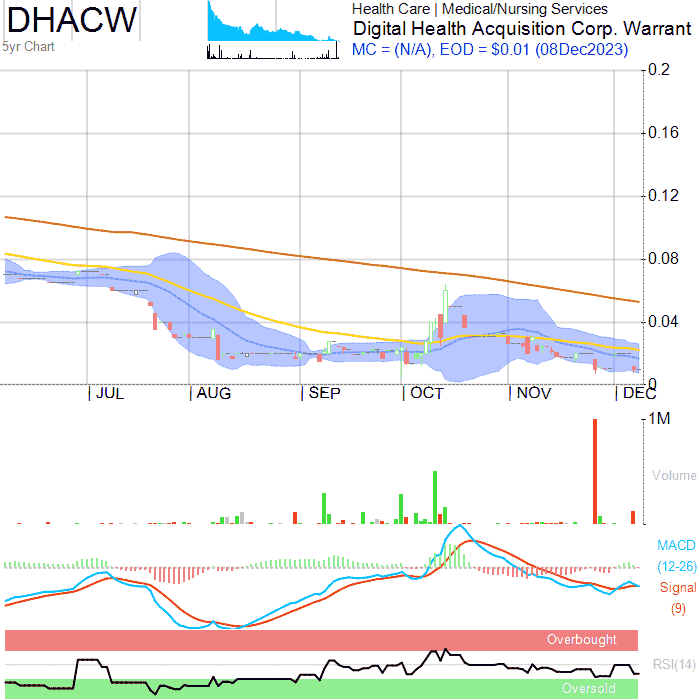 DHACW
5yr Chart
Health Care | Medical/Nursing Services
Digital Health Acquisition Corp. Warrant
MC = (N/A), EOD = $0.01 (08Dec2023)
0.2
0.16
0.12
0.08
0.04
0
JUL AUG SEP OCT NOV DEC
1M
Volume
MACD
(12-26)
Signal
(9)
Overbought
RSI(14)
Oversold